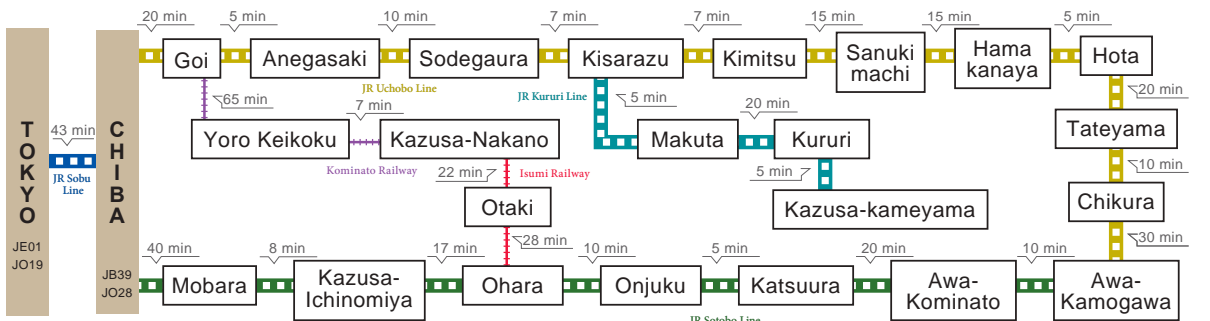 20 min
5 min
10 min
7 min
7 min
15 min
15 min
5 min
Goi
Anegasaki
Sodegaura
Kisarazu
Kimitsu
Sanuki
machi
Hama
kanaya
Hota
JR Uchobo Line
JR Kururi Line
65 min
7 min
5 min
20 min
20 min
TOKYO
43 min
CHIBA
Yoro Keikoku
Kazusa-Nakano
Makuta
Kururi
Tateyama
JR Sobu
Line
Kominato Railway
22 min
Isumi Railway
5 min
10 min
Otaki
Kazusa-kameyama
Chikura
JE01
JO19
28 min
30 min
40 min
8 min
17 min
10 min
5 min
20 min
10 min
JB39
JO28
Mobara
Kazusa-
Ichinomiya
Ohara
Onjuku
Katsuura
Awa-
Kominato
Awa-
Kamogawa
JR Sotobo Line